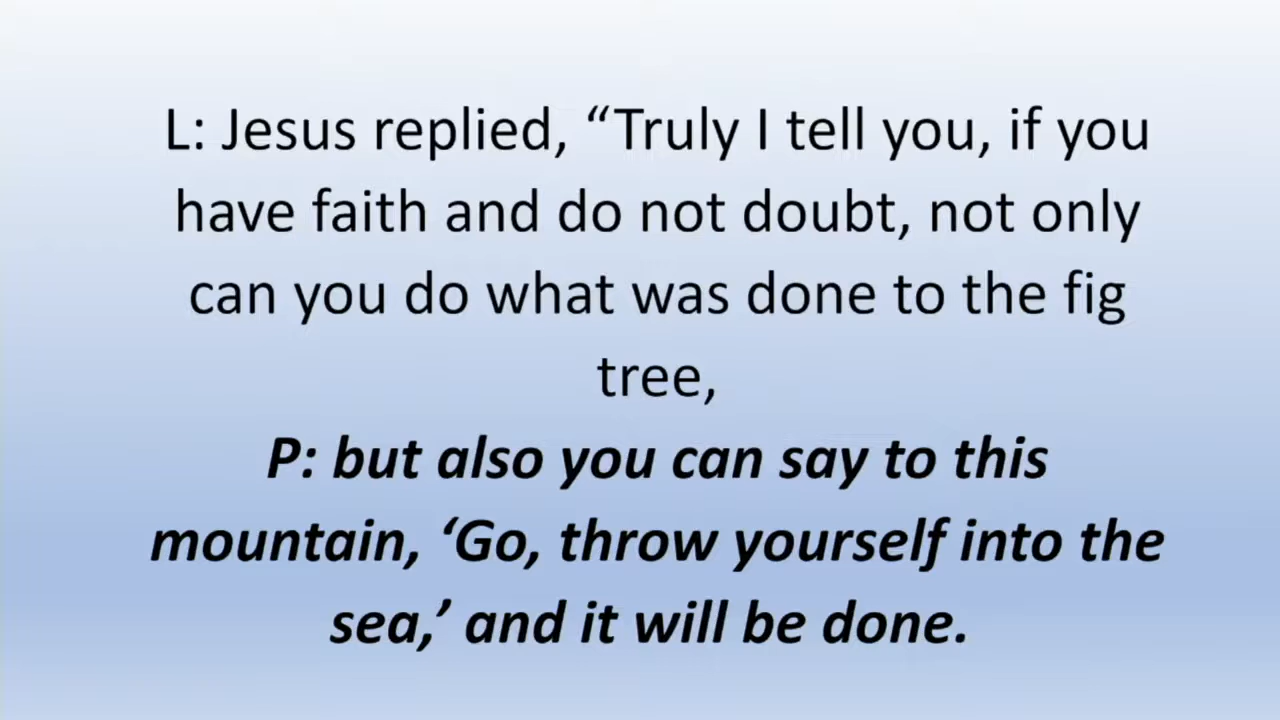 L: Jesus replied, “Truly I tell you, if you
have faith and do not doubt, not only
can you do what was done to the fig
tree,
P: but also you can say to this
mountain, ‘Go, throw yourself into the
sea,’ and it will be done.